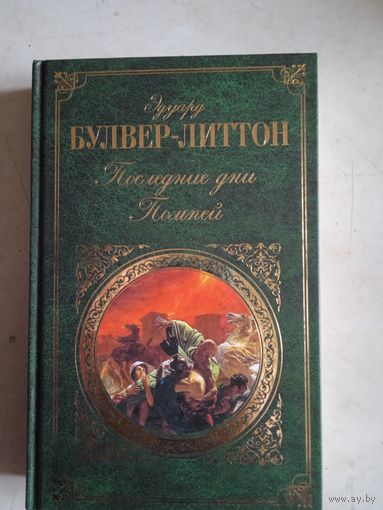 Эдуард
БУЛВЕР-ЛИТТОН
Последние дни
Помпей
www.ay.by